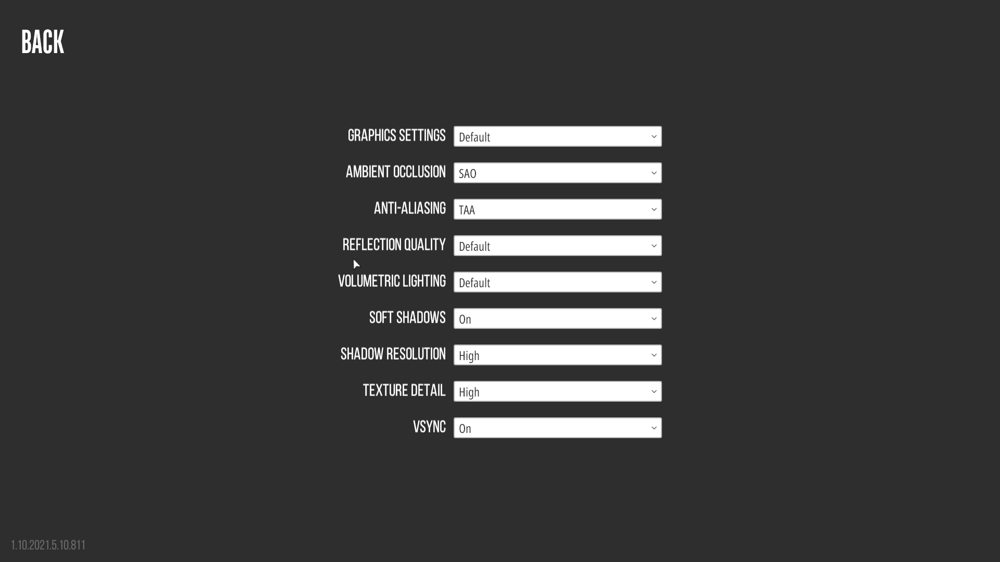 BACK
GRAPHICS SETTINGS Default
AMBIENT OCCLUSION SAO
ANTI-ALIASING TAA
REFLECTION QUALITY Default
VOLUMETRIC LIGHTING Default
SOFT SHADOWS On
SHADOW RESOLUTION High
TEXTURE DETAIL High
VSYNC On
1.10.2021.5.10.811